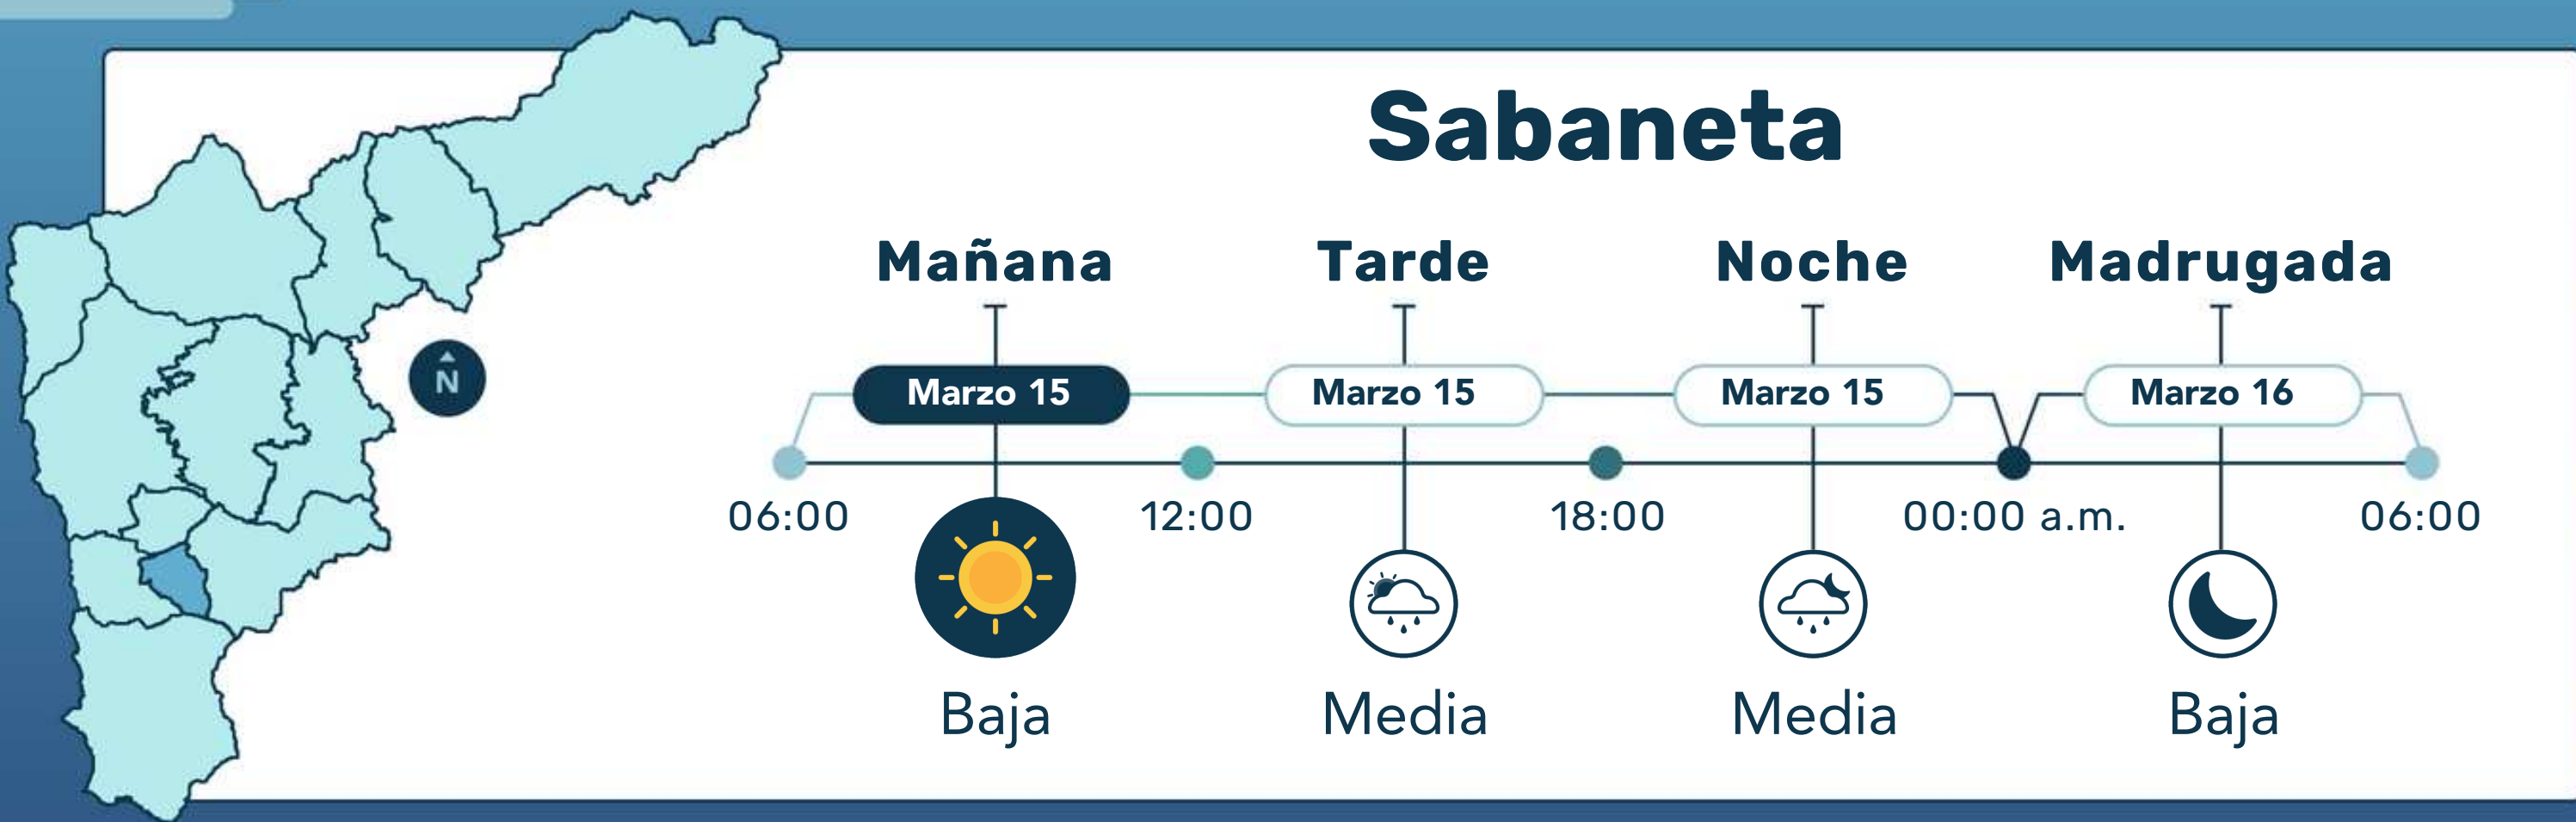 Sabaneta
Mañana Tarde Noche Madrugada
Marzo 15 Marzo 15 Marzo 15 Marzo 16
N
06:00 12:00 18:00 00:00 a.m. 06:00
Baja Media Media Baja